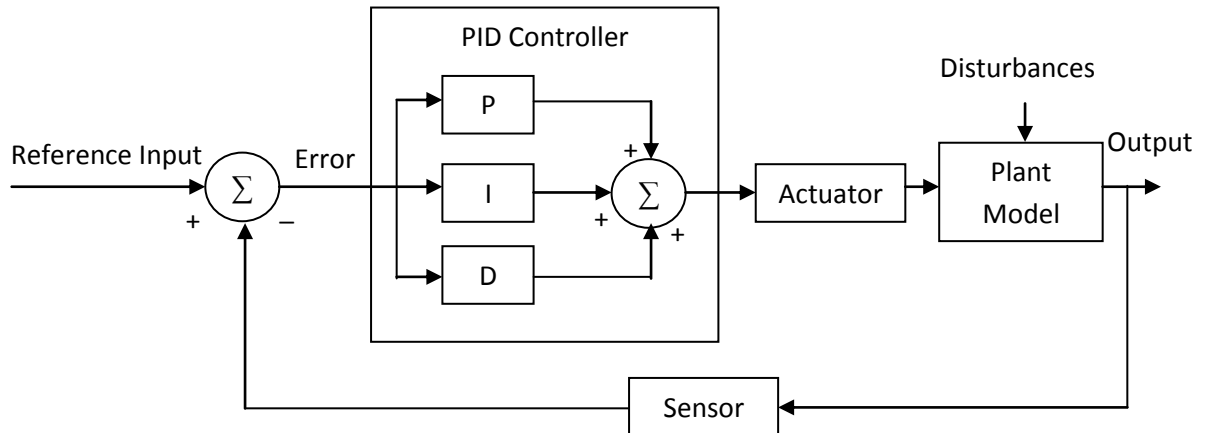 PID Controller
Disturbances
P
Reference Input
Error
+
Output
Σ
I
Σ
Actuator
Plant
Model
+
−
+
+
D
Sensor